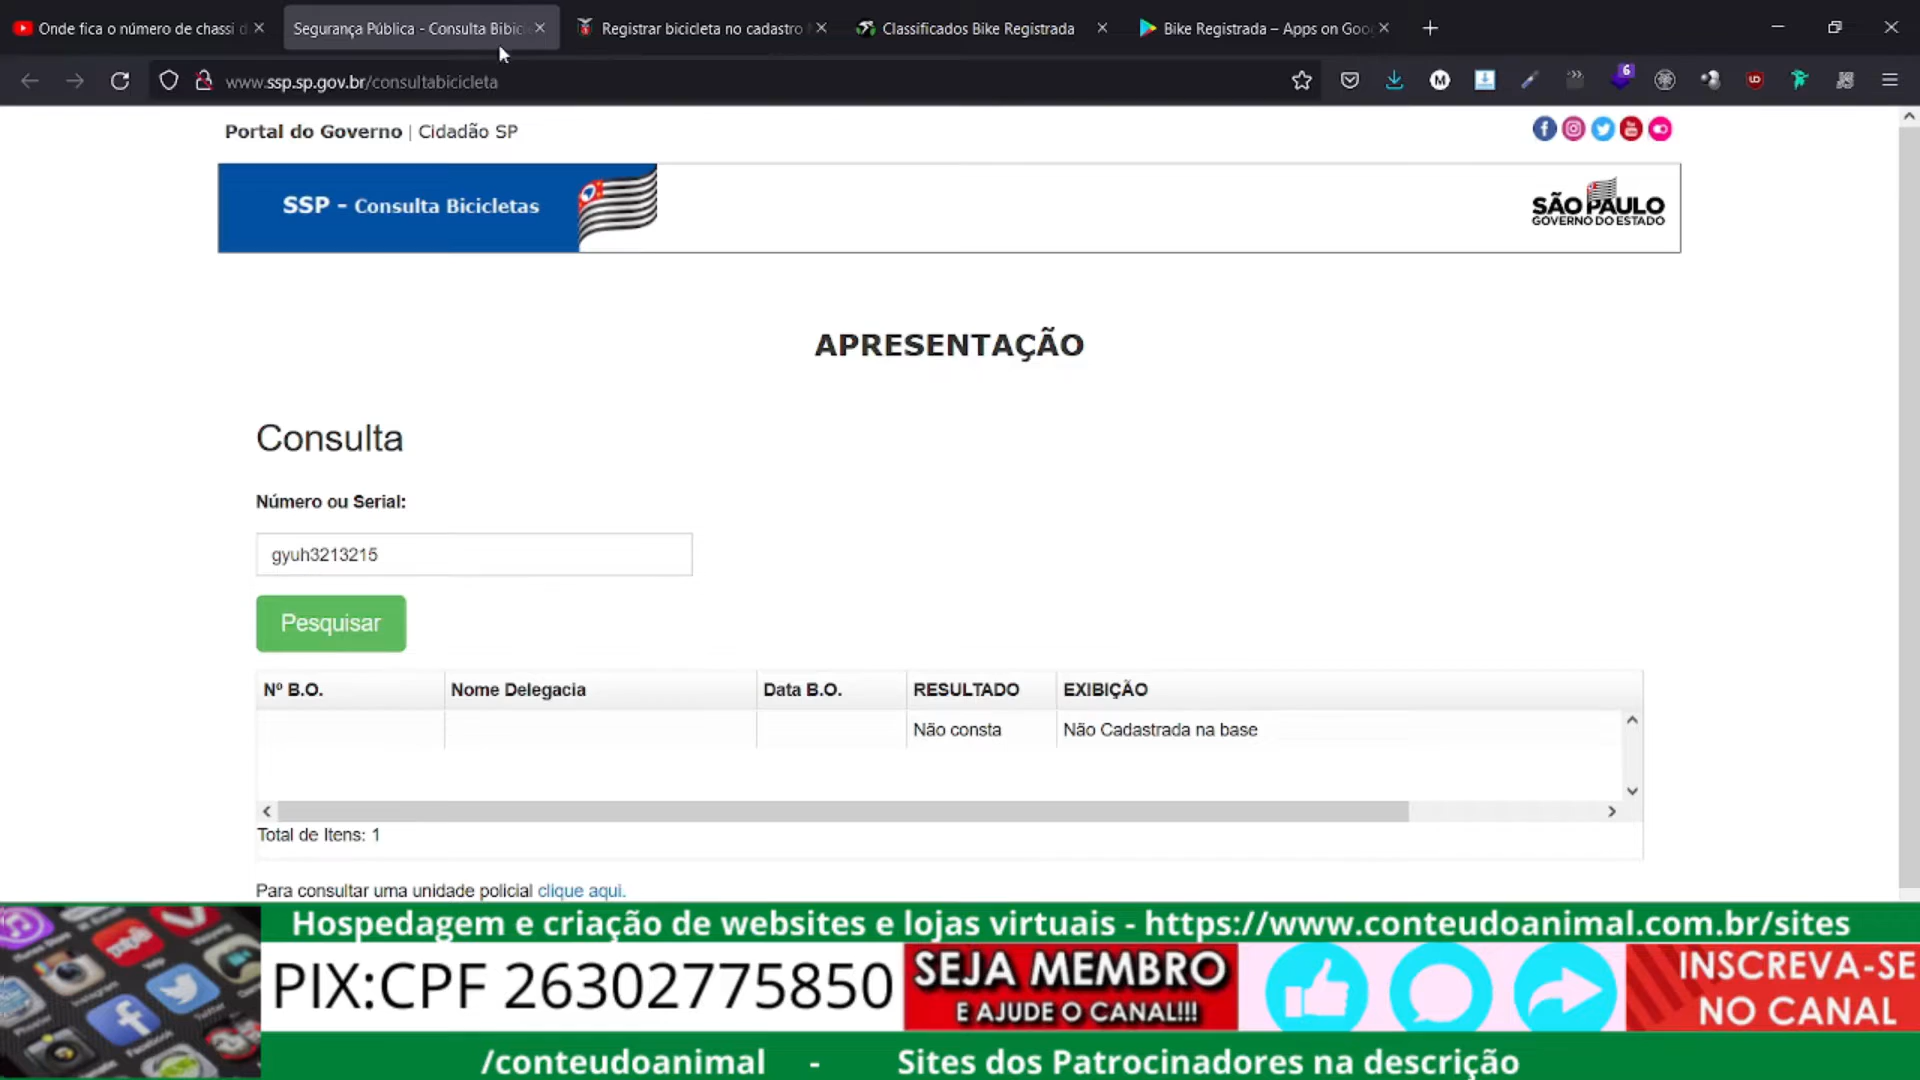 Onde fica o número de chassi d
Segurança Pública - Consulta Bibici
Registrar bicicleta no cadastro
Classificados Bike Registrada
Bike Registrada – Apps on Goo
www.ssp.sp.gov.br/consultabicicleta
6
Portal do Governo | Cidadão SP
SSP - Consulta Bicicletas
SÃO PAULO
GOVERNO DO ESTADO
APRESENTAÇÃO
Consulta
Número ou Serial:
gyuh3213215
Pesquisar
Nº B.O. Nome Delegacia Data B.O. RESULTADO EXIBIÇÃO
Não consta Não Cadastrada na base
Total de Itens: 1
Para consultar uma unidade policial clique aqui.
Hospedagem e criação de websites e lojas virtuais - https://www.conteudoanimal.com.br/sites
PIX:CPF 26302775850
SEJA MEMBRO
E AJUDE O CANAL!!!
INSCREVA-SE
NO CANAL
/conteudoanimal - Sites dos Patrocinadores na descrição